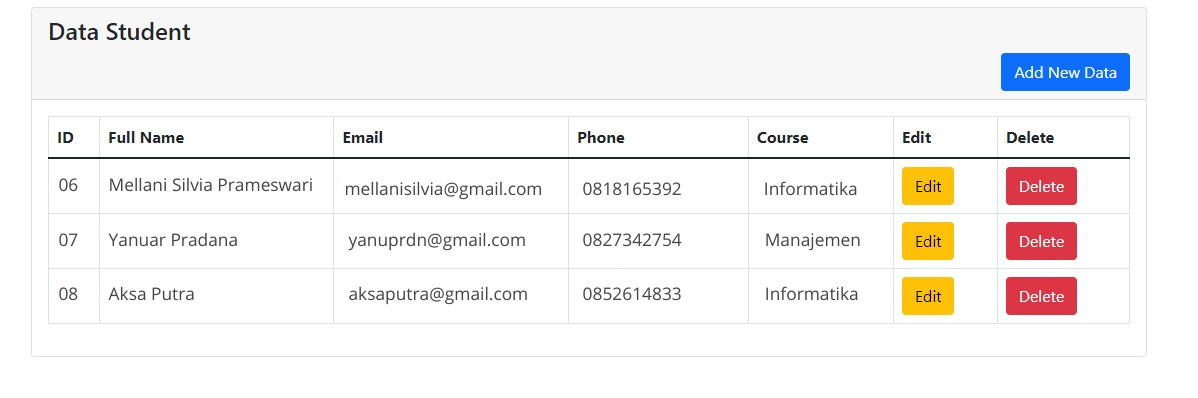 Data Student
Add New Data
ID Full Name Email Phone Course Edit Delete
06 Mellani Silvia Prameswari mellanisilvia@gmail.com 0818165392 Informatika Edit Delete
07 Yanuar Pradana yanuprdn@gmail.com 0827342754 Manajemen Edit Delete
08 Aksa Putra aksaputra@gmail.com 0852614833 Informatika Edit Delete